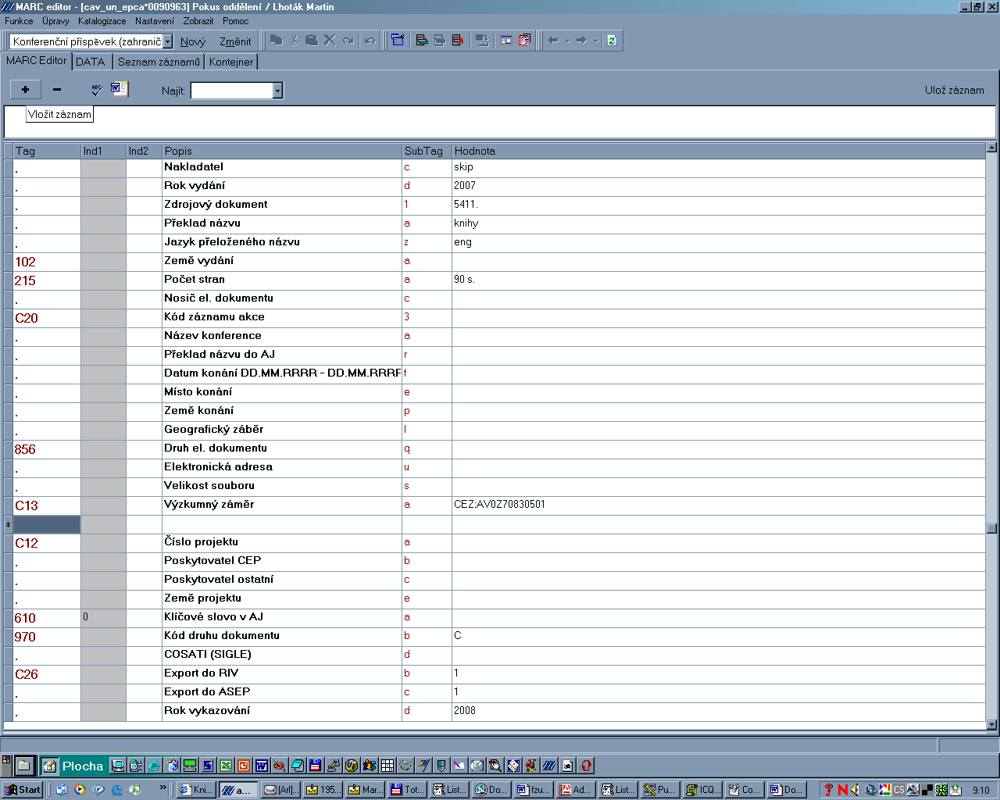 MARC editor - [cav_un_epca*0090963] Pokus oddělení / Lhoták Martin
Funkce Úpravy Katalogizace Nastavení Zobrazit Pomoc
Konferenční příspěvek (zahranič Nový Změnit
MARC Editor DATA Seznam záznamů Kontejner
+ − ABC W Najít: Ulož záznam
Vložit záznam
Tag Ind1 Ind2 Popis SubTag Hodnota
. Nakladatel c skip
. Rok vydání d 2007
. Zdrojový dokument 1 5411.
. Překlad názvu a knihy
. Jazyk přeloženého názvu z eng
102 Země vydání a
215 Počet stran a 90 s.
. Nosič el. dokumentu c
C20 Kód záznamu akce 3
. Název konference a
. Překlad názvu do AJ r
. Datum konání DD.MM.RRRR - DD.MM.RRRF f
. Místo konání e
. Země konání p
. Geografický záběr l
856 Druh el. dokumentu q
. Elektronická adresa u
. Velikost souboru s
C13 Výzkumný záměr a CEZ:AV0Z70830501
*
C12 Číslo projektu a
. Poskytovatel CEP b
. Poskytovatel ostatní c
. Země projektu e
610 0 Klíčové slovo v AJ a
970 Kód druhu dokumentu b C
. COSATI (SIGLE) d
C26 Export do RIV b 1
. Export do ASEP c 1
. Rok vykazování d 2008
Plocha
Start » Kni... a... [Arl]... 195... Mar... Tot... List... Do... fzu... Ad... List... Pu... ICQ... Co... Do... CS 9:10